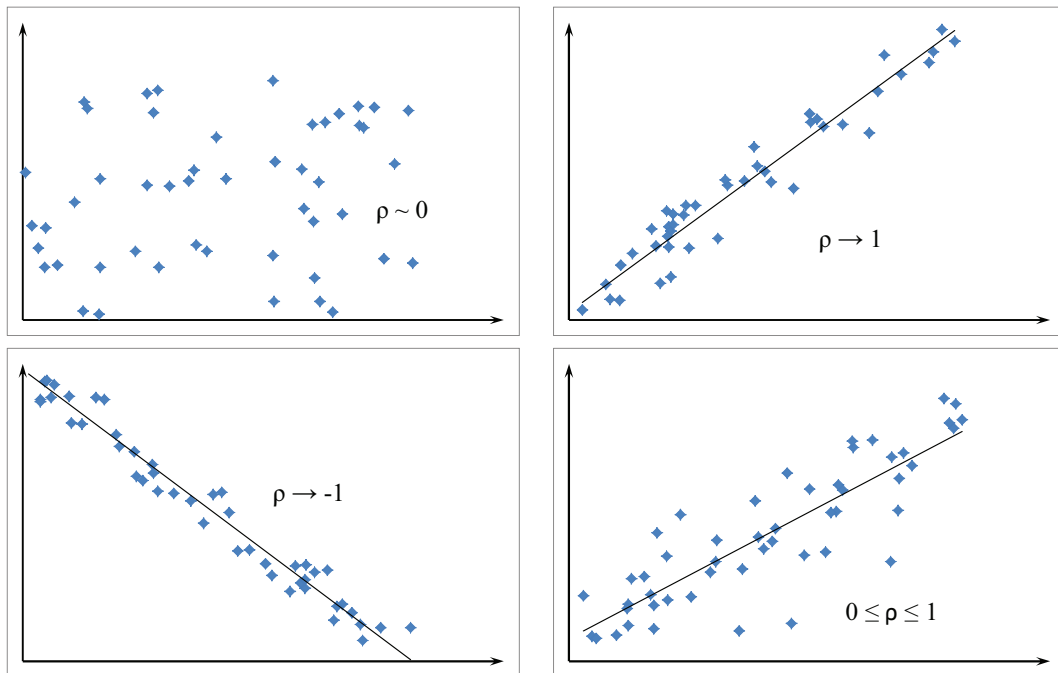 ρ ~ 0
ρ → 1
ρ → -1
0 ≤ ρ ≤ 1